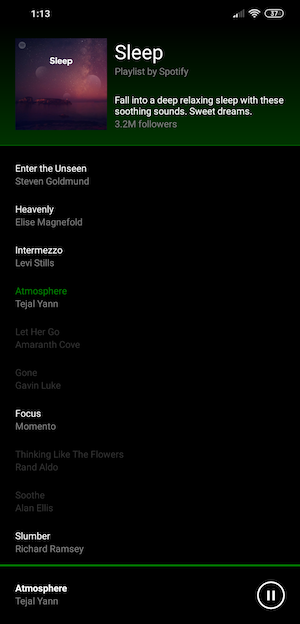 1:13
37
Sleep
Sleep
Playlist by Spotify
Fall into a deep relaxing sleep with these
soothing sounds. Sweet dreams.
3.2M followers
Enter the Unseen
Steven Goldmund
Heavenly
Elise Magnefold
Intermezzo
Levi Stills
Atmosphere
Tejal Yann
Let Her Go
Amaranth Cove
Gone
Gavin Luke
Focus
Momento
Thinking Like The Flowers
Rand Aldo
Soothe
Alan Ellis
Slumber
Richard Ramsey
Atmosphere
Tejal Yann